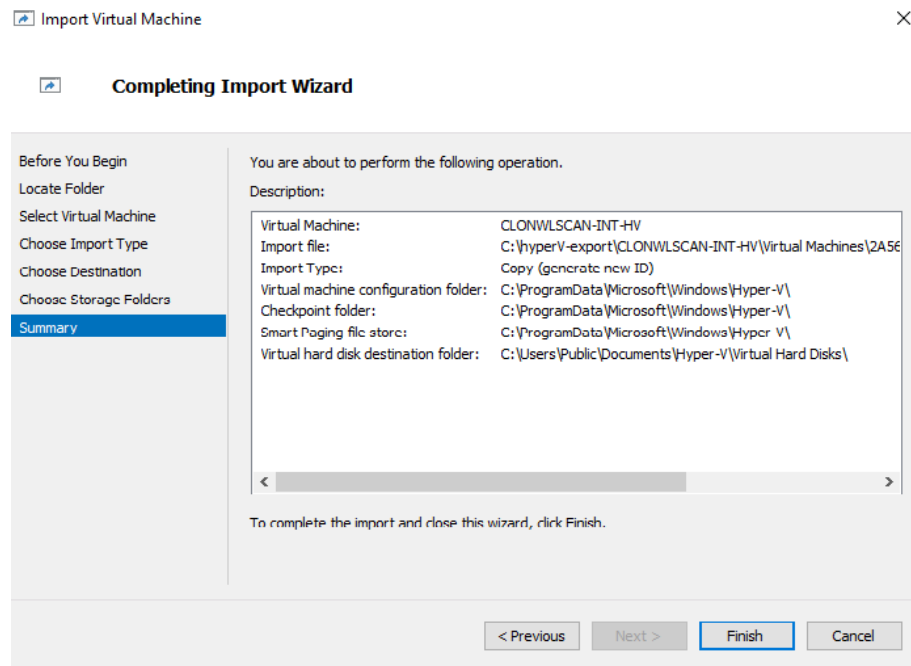 Import Virtual Machine
Completing Import Wizard
Before You Begin
Locate Folder
Select Virtual Machine
Choose Import Type
Choose Destination
Choose Storage Folders
Summary
You are about to perform the following operation.
Description:
Virtual Machine: CLONWLSCAN-INT-HV
Import file: C:\hyperV-export\CLONWLSCAN-INT-HV\Virtual Machines\2A56
Import Type: Copy (generate new ID)
Virtual machine configuration folder: C:\ProgramData\Microsoft\Windows\Hyper-V\
Checkpoint folder: C:\ProgramData\Microsoft\Windows\Hyper-V\
Smart Paging file store: C:\ProgramData\Microsoft\Windows\Hyper-V\
Virtual hard disk destination folder: C:\Users\Public\Documents\Hyper-V\Virtual Hard Disks\
To complete the import and close this wizard, click Finish.
< Previous Next > Finish Cancel